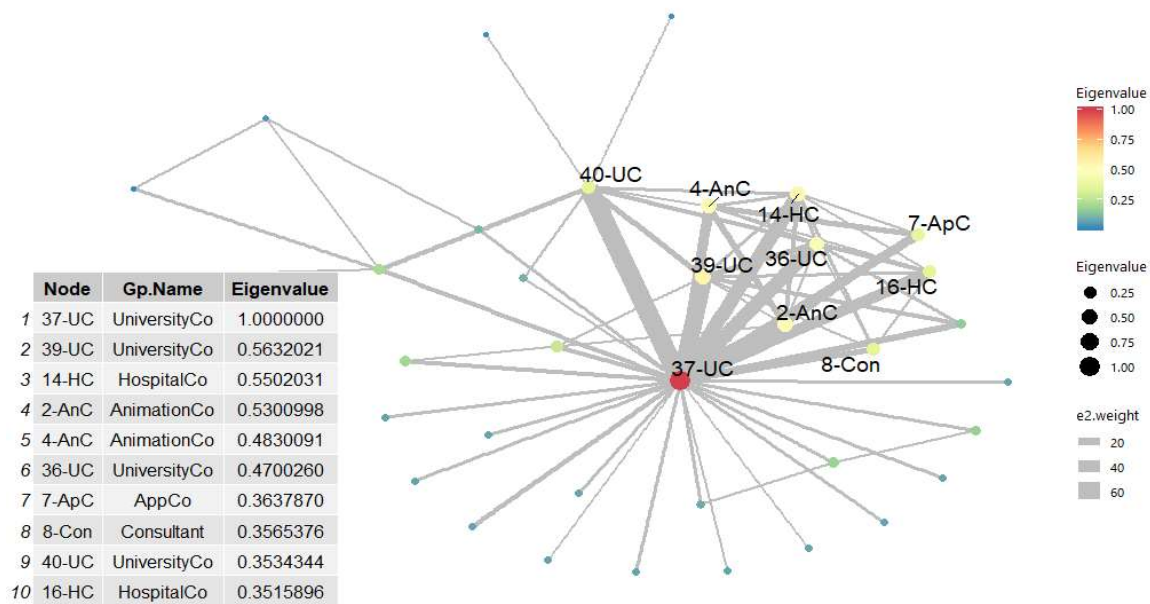 40-UC
4-AnC
14-HC
7-ApC
36-UC
39-UC
16-HC
2-AnC
8-Con
37-UC
Node Gp.Name Eigenvalue
1 37-UC UniversityCo 1.0000000
2 39-UC UniversityCo 0.5632021
3 14-HC HospitalCo 0.5502031
4 2-AnC AnimationCo 0.5300998
5 4-AnC AnimationCo 0.4830091
6 36-UC UniversityCo 0.4700260
7 7-ApC AppCo 0.3637870
8 8-Con Consultant 0.3565376
9 40-UC UniversityCo 0.3534344
10 16-HC HospitalCo 0.3515896
Eigenvalue
1.00
0.75
0.50
0.25
Eigenvalue
0.25
0.50
0.75
1.00
e2.weight
20
40
60